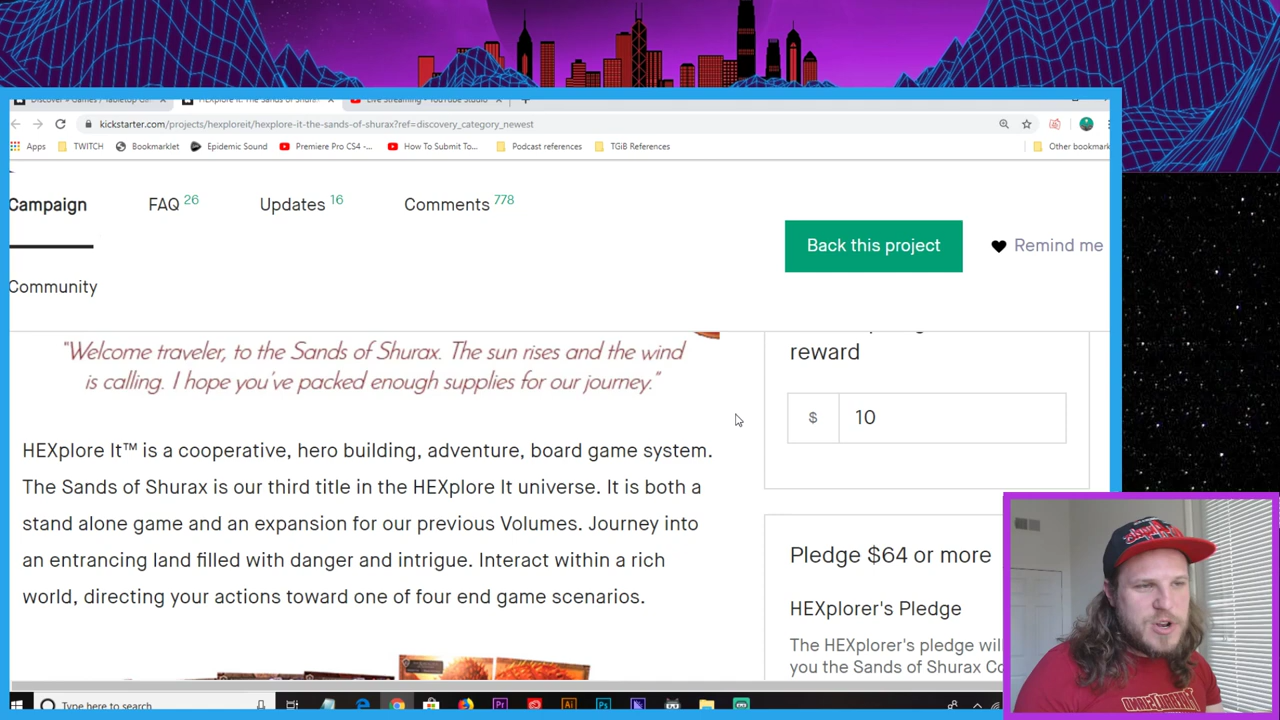 HEXplore It: The Sands of Shurax
Live Streaming - YouTube Studio
kickstarter.com/projects/hexploreit/hexplore-it-the-sands-of-shurax?ref=discovery_category_newest
Apps TWITCH Bookmarklet Epidemic Sound Premiere Pro CS4 -... How To Submit To... Podcast references TGiB References Other bookmark
Campaign FAQ 26 Updates 16 Comments 778
Back this project Remind me
Community
reward
"Welcome traveler, to the Sands of Shurax. The sun rises and the wind
is calling. I hope you've packed enough supplies for our journey."
$ 10
HEXplore It™ is a cooperative, hero building, adventure, board game system.
The Sands of Shurax is our third title in the HEXplore It universe. It is both a
stand alone game and an expansion for our previous Volumes. Journey into
an entrancing land filled with danger and intrigue. Interact within a rich
world, directing your actions toward one of four end game scenarios.
Pledge $64 or more
HEXplorer's Pledge
The HEXplorer's pledge will
you the Sands of Shurax Co
Type here to search